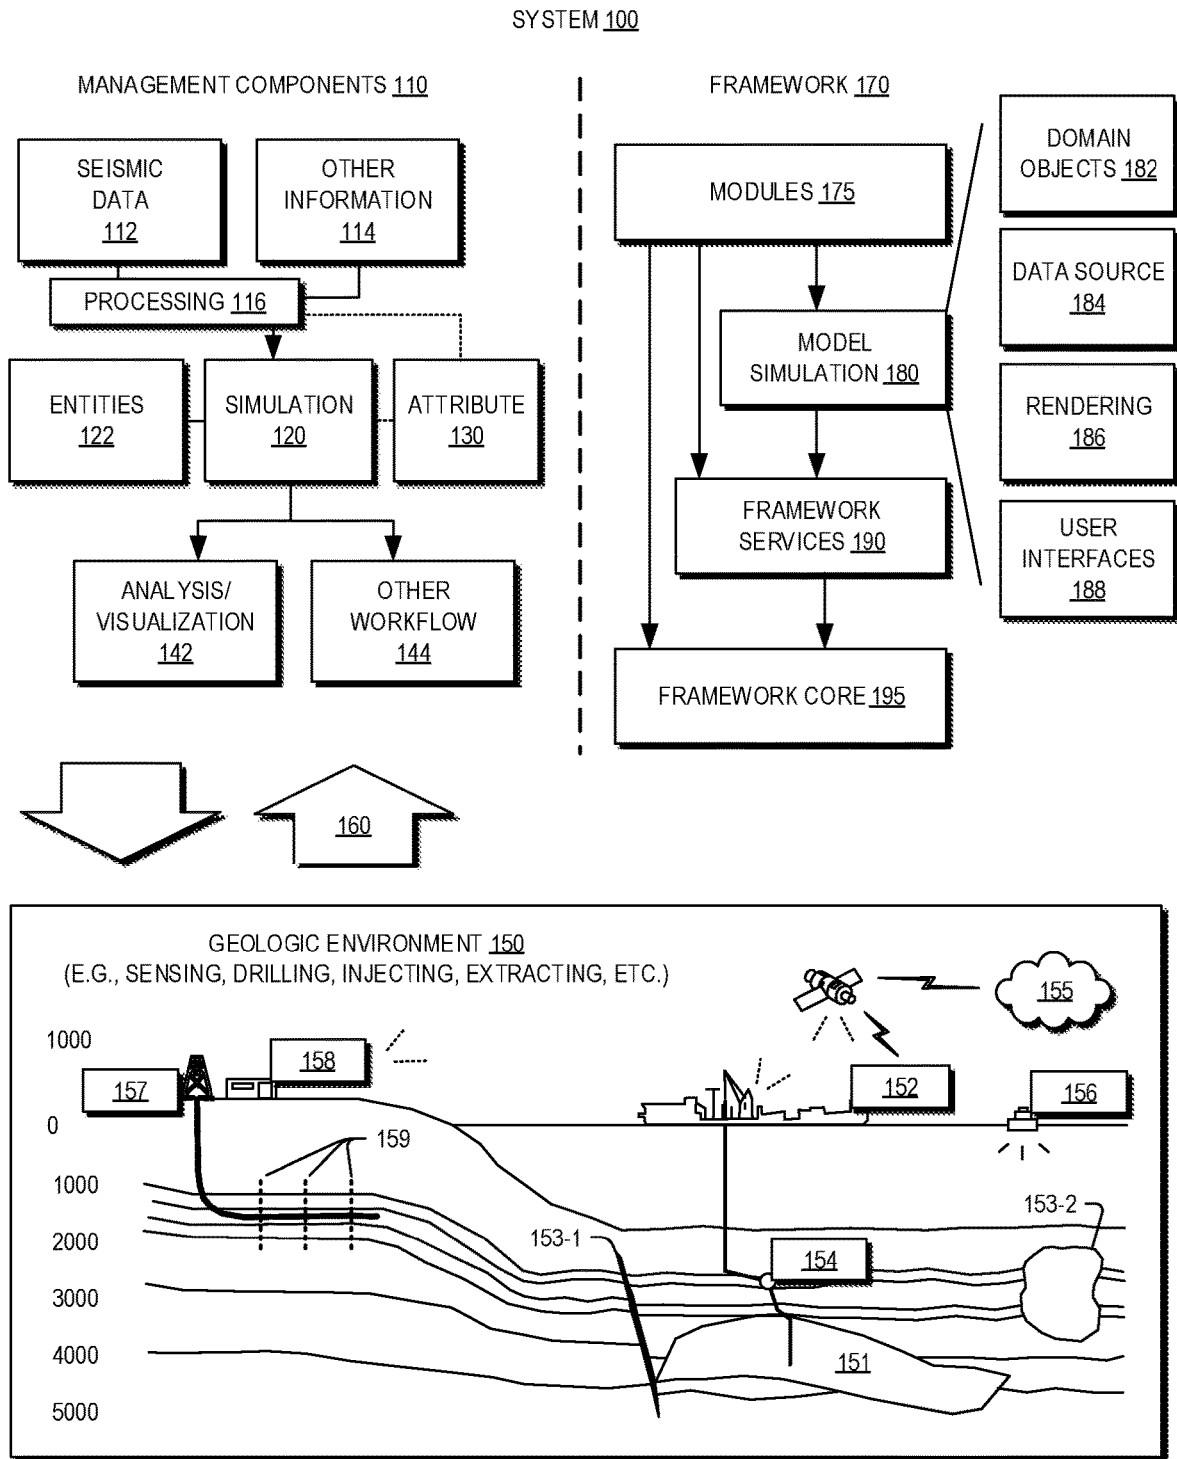 SYSTEM 100
MANAGEMENT COMPONENTS 110
SEISMIC
DATA
112
OTHER
INFORMATION
114
PROCESSING 116
ENTITIES
122
SIMULATION
120
ATTRIBUTE
130
ANALYSIS/
VISUALIZATION
142
OTHER
WORKFLOW
144
FRAMEWORK 170
MODULES 175
MODEL
SIMULATION 180
FRAMEWORK
SERVICES 190
FRAMEWORK CORE 195
DOMAIN
OBJECTS 182
DATA SOURCE
184
RENDERING
186
USER
INTERFACES
188
160
GEOLOGIC ENVIRONMENT 150
(E.G., SENSING, DRILLING, INJECTING, EXTRACTING, ETC.)
155
1000
158
157
152
156
0
159
1000
153-2
2000
153-1
154
3000
4000
151
5000